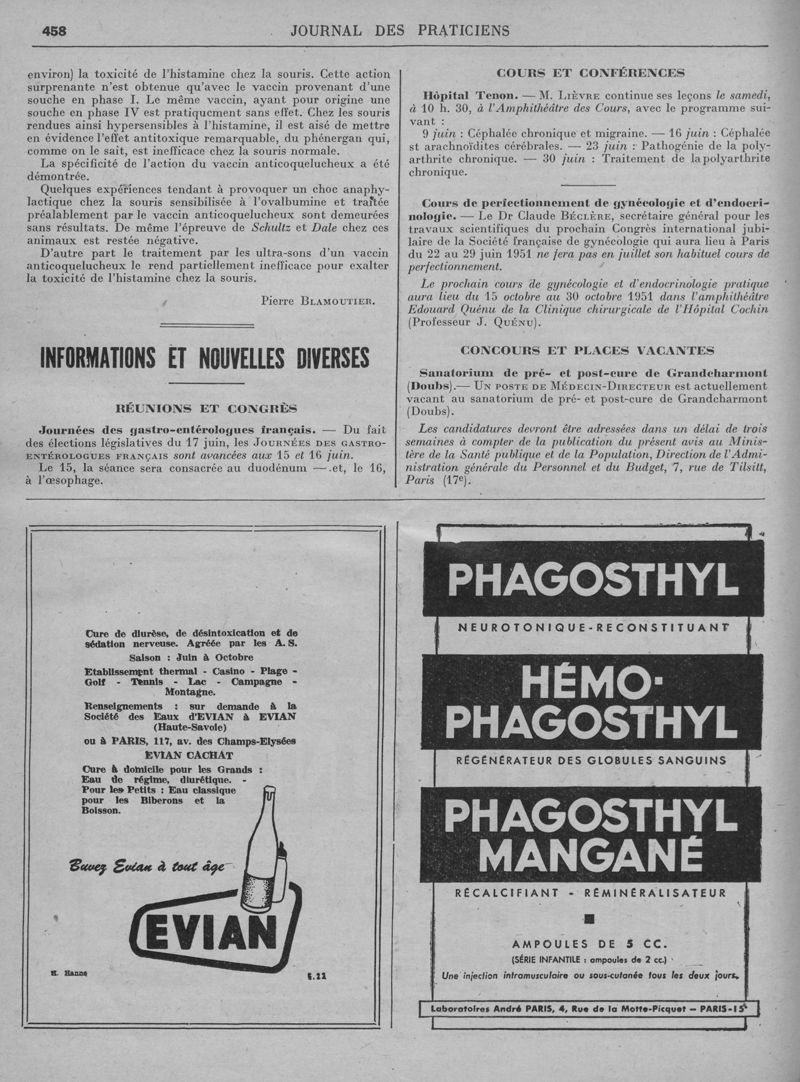 458
JOURNAL DES PRATICIENS
environ) la toxicité de l'histamine chez la souris. Cette action
surprenante n'est obtenue qu'avec le vaccin provenant d'une
souche en phase I. Le même vaccin, ayant pour origine une
souche en phase IV est pratiquement sans effet. Chez les souris
rendues ainsi hypersensibles à l'histamine, il est aisé de mettre
en évidence l'effet antitoxique remarquable, du phénergan qui,
comme on le sait, est inefficace chez la souris normale.
La spécificité de l'action du vaccin anticoquelucheux a été
démontrée.
Quelques expériences tendant à provoquer un choc anaphy-
lactique chez la souris sensibilisée à l'ovalbumine et traitée
préalablement par le vaccin anticoquelucheux sont demeurées
sans résultats. De même l'épreuve de Schultz et Dale chez ces
animaux est restée négative.
D'autre part le traitement par les ultra-sons d'un vaccin
anticoquelucheux le rend partiellement inefficace pour exalter
la toxicité de l'histamine chez la souris.
Pierre BLAMOUTIER.
INFORMATIONS ET NOUVELLES DIVERSES
RÉUNIONS ET CONGRÈS
Journées des gastro-entérologues français. — Du fait
des élections législatives du 17 juin, les JOURNÉES DES GASTRO-
ENTÉROLOGUES FRANÇAIS sont avancées aux 15 et 16 juin.
Le 15, la séance sera consacrée au duodénum —.et, le 16,
à l'œsophage.
COURS ET CONFÉRENCES
Hôpital Tenon. — M. LIÈVRE continue ses leçons le samedi,
à 10 h. 30, à l'Amphithéâtre des Cours, avec le programme sui-
vant :
9 juin : Céphalée chronique et migraine. — 16 juin : Céphalée
st arachnoïdites cérébrales. — 23 juin : Pathogénie de la poly-
arthrite chronique. — 30 juin : Traitement de la polyarthrite
chronique.
Cours de perfectionnement de gynécologie et d'endocri-
nologie. — Le Dr Claude BÉCLÈRE, secrétaire général pour les
travaux scientifiques du prochain Congrès international jubi-
laire de la Société française de gynécologie qui aura lieu à Paris
du 22 au 29 juin 1951 ne fera pas en juillet son habituel cours de
perfectionnement.
Le prochain cours de gynécologie et d'endocrinologie pratique
aura lieu du 15 octobre au 30 octobre 1951 dans l'amphithéâtre
Edouard Quénu de la Clinique chirurgicale de l'Hôpital Cochin
(Professeur J. QUÉNU).
CONCOURS ET PLACES VACANTES
Sanatorium de pré- et post-cure de Grandcharmont
(Doubs).— UN POSTE DE MÉDECIN-DIRECTEUR est actuellement
vacant au sanatorium de pré- et post-cure de Grandcharmont
(Doubs).
Les candidatures devront être adressées dans un délai de trois
semaines à compter de la publication du présent avis au Minis-
tère de la Santé publique et de la Population, Direction de l'Admi-
nistration générale du Personnel et du Budget, 7, rue de Tilsitt,
Paris (17e).
Cure de diurèse, de désintoxication et de
sédation nerveuse. Agréée par les A. S.
Saison : Juin à Octobre
Etablissement thermal - Casino - Plage -
Golf - Tennis - Lac - Campagne -
Montagne.
Renseignements : sur demande à la
Société des Eaux d'EVIAN à EVIAN
(Haute-Savoie)
ou à PARIS, 117, av. des Champs-Elysées
EVIAN CACHAT
Cure à domicile pour les Grands :
Eau de régime, diurétique. -
Pour les Petits : Eau classique
pour les Biberons et la
Boisson.
Buvez Evian à tout âge
EVIAN
H. Hanne
E.22
PHAGOSTHYL
NEUROTONIQUE-RECONSTITUANT
HÉMO-
PHAGOSTHYL
RÉGÉNÉRATEUR DES GLOBULES SANGUINS
PHAGOSTHYL
MANGANÉ
RÉCALCIFIANT - RÉMINÉRALISATEUR
AMPOULES DE 5 CC.
(SÉRIE INFANTILE : ampoules de 2 cc.)
Une injection intramusculaire ou sous-cutanée tous les deux jours.
Laboratoires André PARIS, 4, Rue de la Motte-Picquet — PARIS-15e